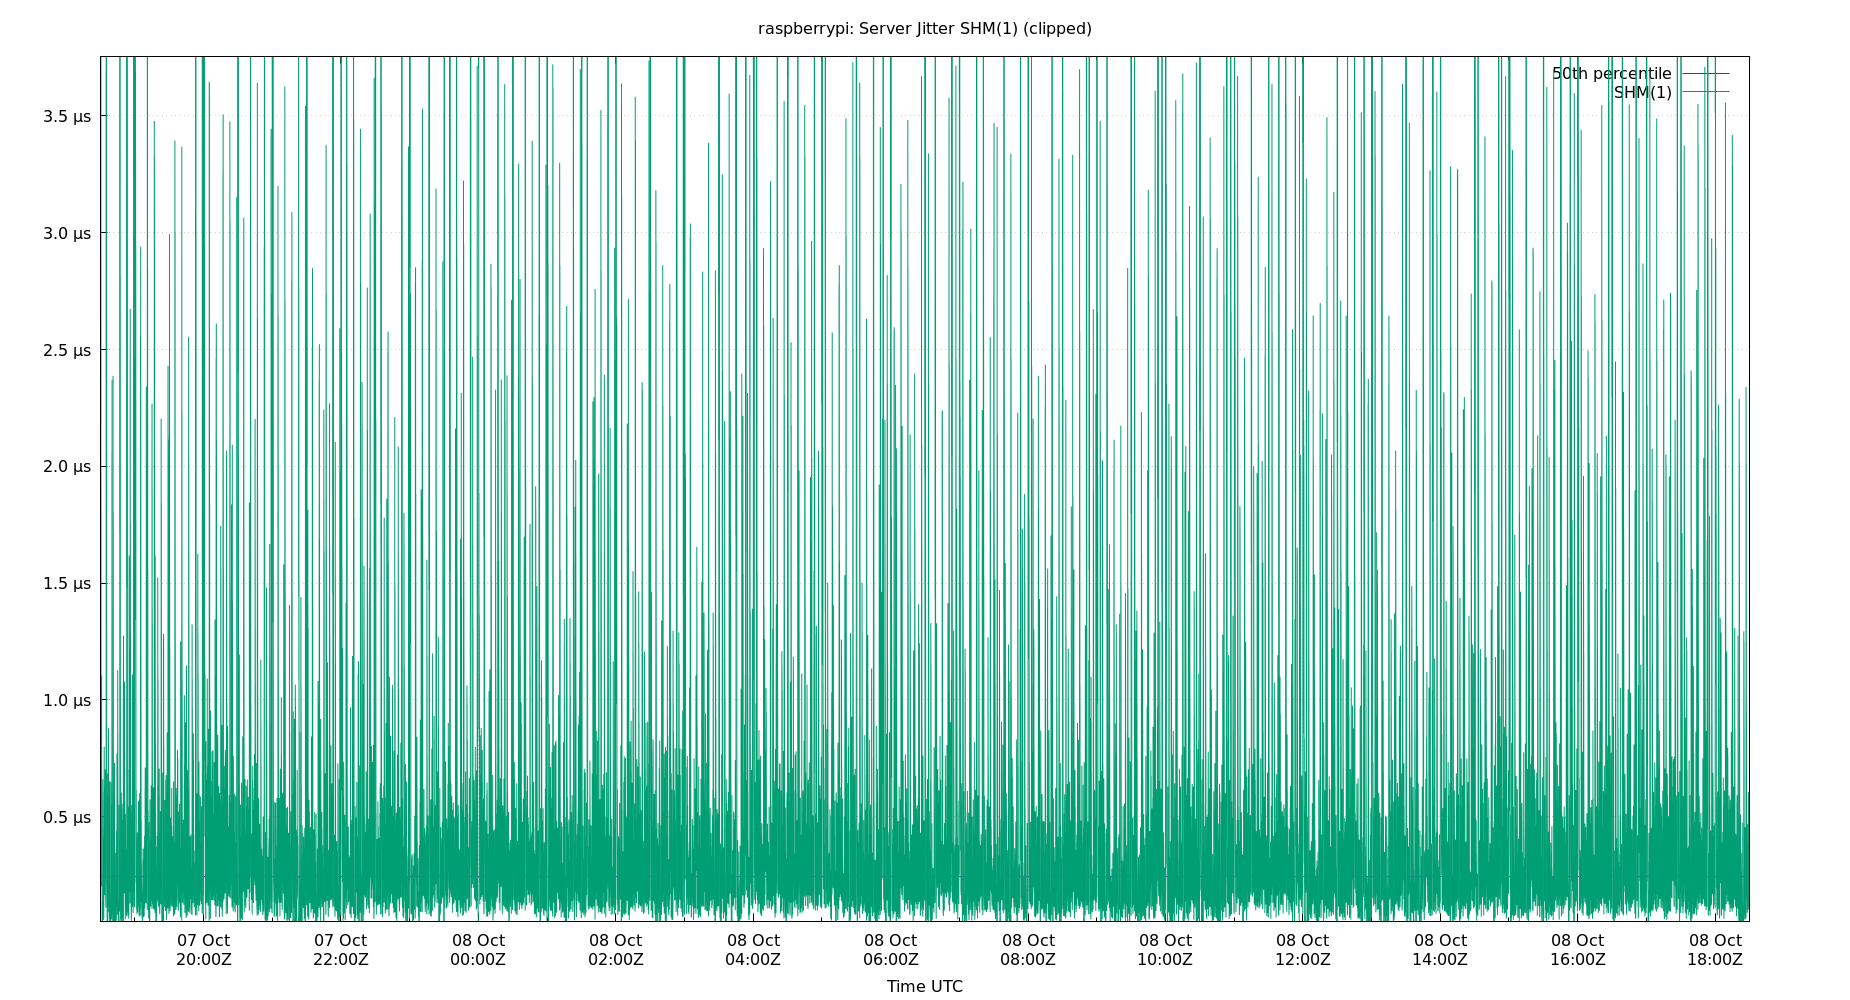 raspberrypi: Server Jitter SHM(1) (clipped)
50th percentile
SHM(1)
3.5 µs
3.0 µs
2.5 µs
2.0 µs
1.5 µs
1.0 µs
0.5 µs
07 Oct 07 Oct 08 Oct 08 Oct 08 Oct 08 Oct 08 Oct 08 Oct 08 Oct 08 Oct 08 Oct 08 Oct
20:00Z 22:00Z 00:00Z 02:00Z 04:00Z 06:00Z 08:00Z 10:00Z 12:00Z 14:00Z 16:00Z 18:00Z
Time UTC